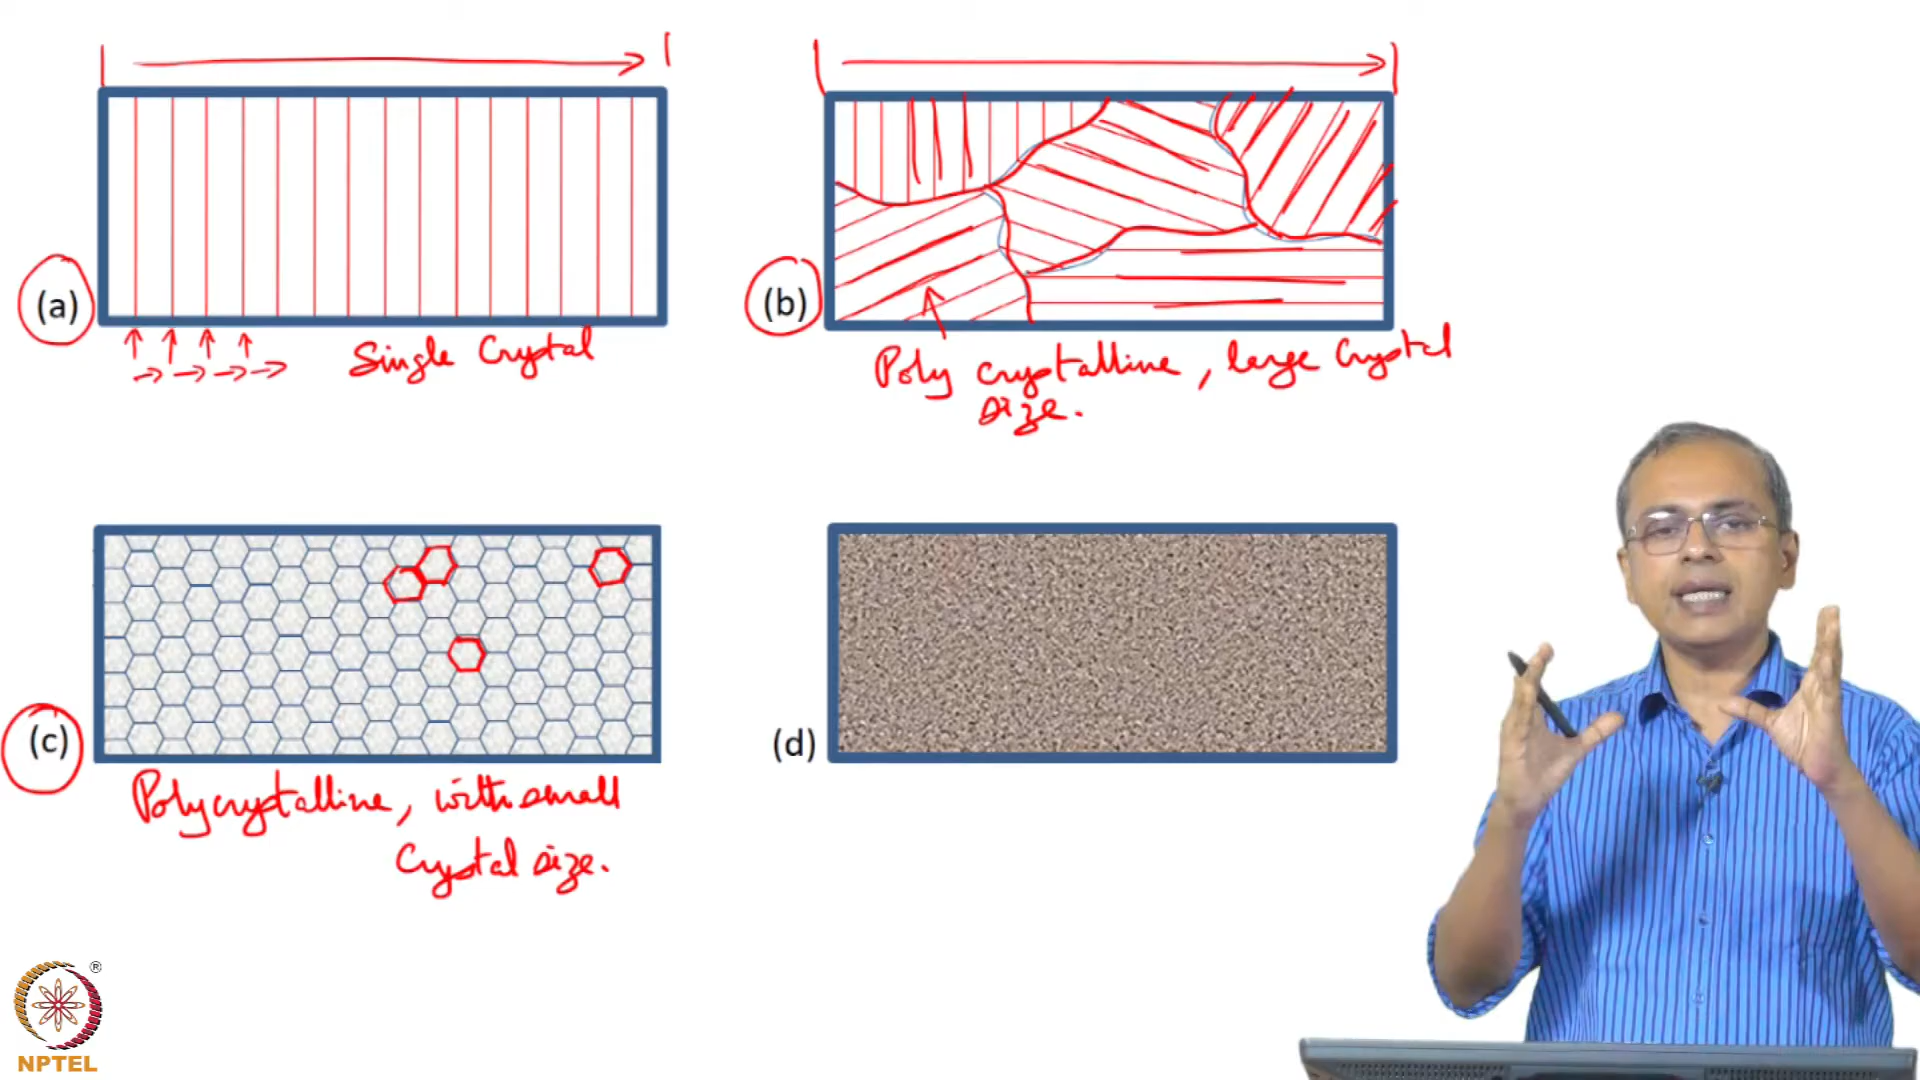 (a)
Single Crystal
(b)
Poly crystalline, large Crystal
size.
(c)
Polycrystalline, with small
Crystal size.
(d)
®
NPTEL